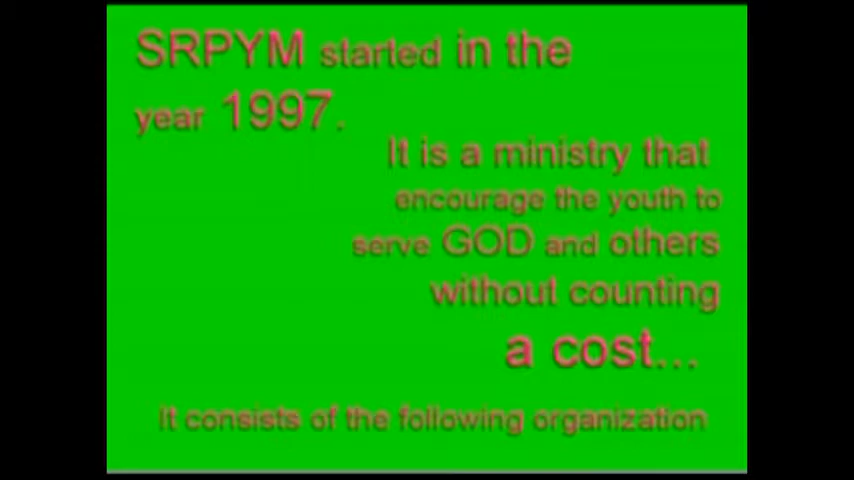 SRPYM started in the
year 1997.
It is a ministry that
encourage the youth to
serve GOD and others
without counting
a cost...
It consists of the following organization